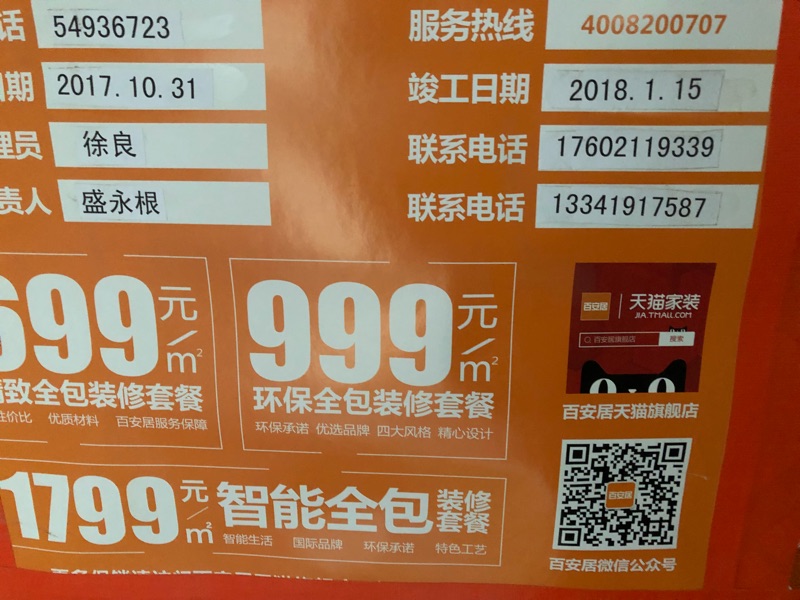 话 54936723 服务热线 4008200707
日期 2017.10.31 竣工日期 2018.1.15
理员 徐良 联系电话 17602119339
责人 盛永根 联系电话 13341917587
699元/m²
精致全包装修套餐
性价比 优质材料 百安居服务保障
999元/m²
环保全包装修套餐
环保承诺 优选品牌 四大风格 精心设计
百安居 天猫家装
JIA.TMALL.COM
百安居旗舰店 搜索
百安居天猫旗舰店
1799元/m² 智能全包装修套餐
智能生活 国际品牌 环保承诺 特色工艺
百安居
百安居微信公众号